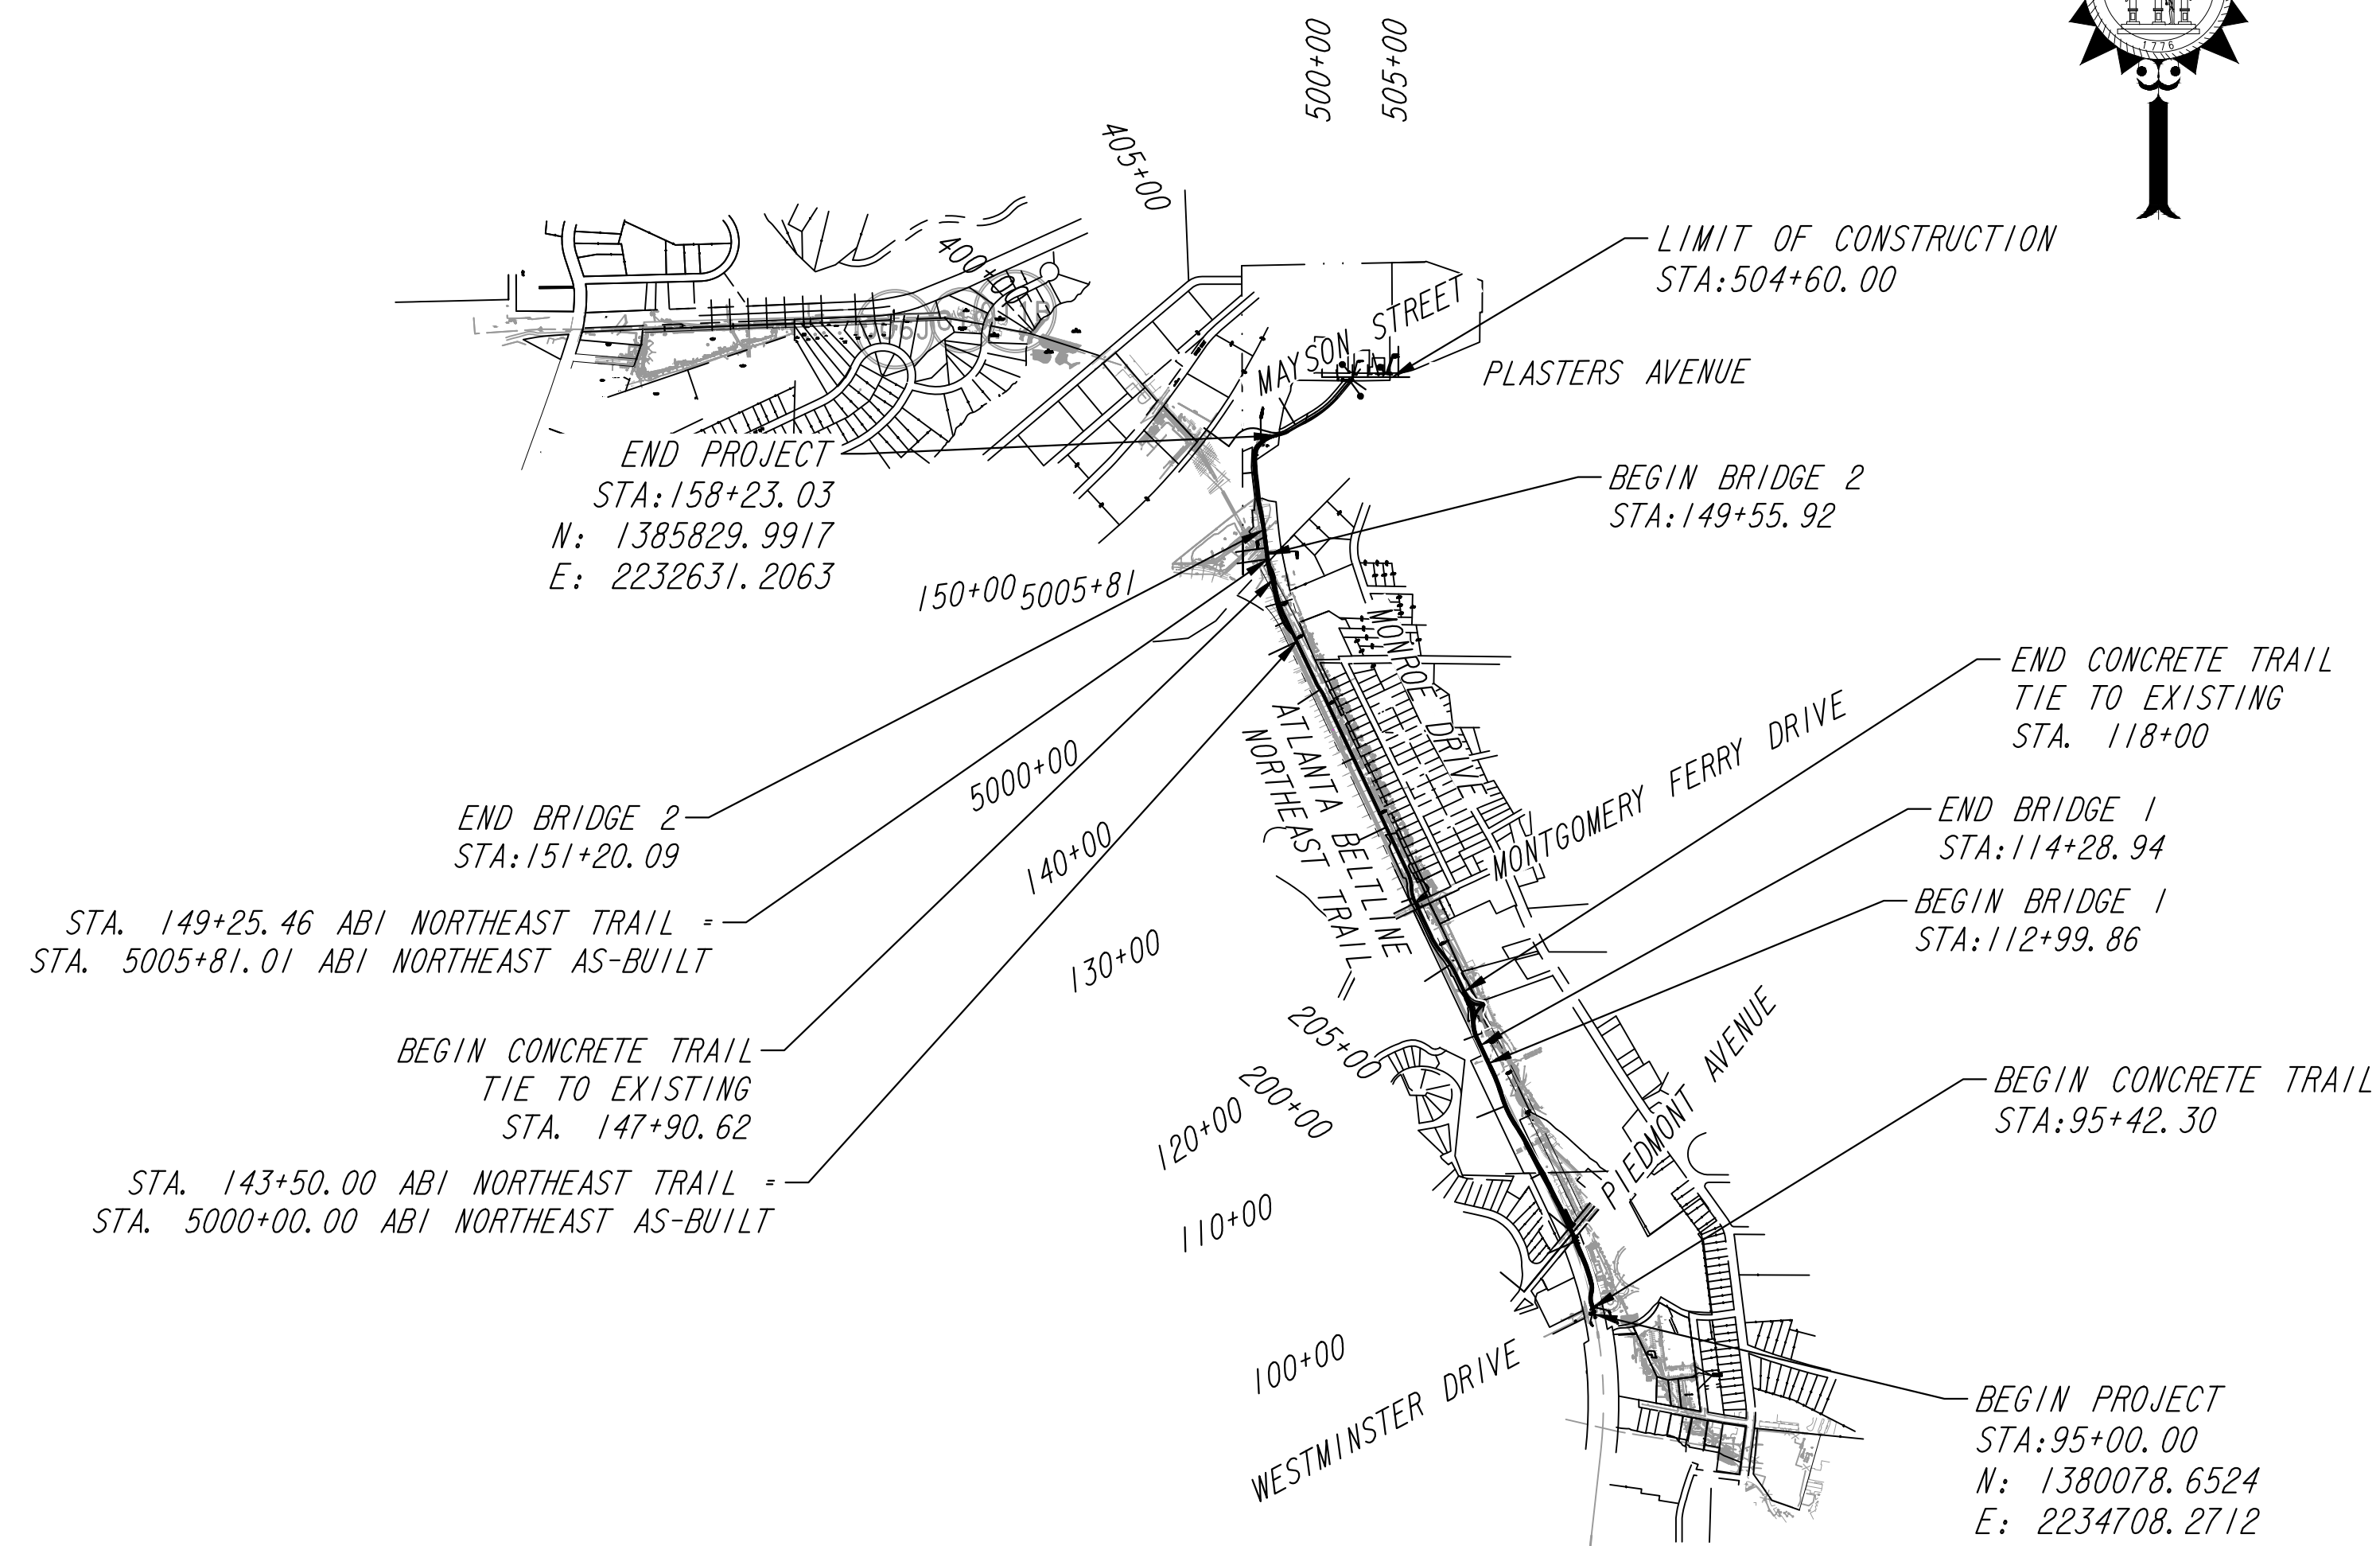 1776
500+00
505+00
405+00
400+00
LIMIT OF CONSTRUCTION
STA:504+60.00
MAYSON STREET
PLASTERS AVENUE
END PROJECT
STA:158+23.03
N: 1385829.9917
E: 2232631.2063
BEGIN BRIDGE 2
STA:149+55.92
150+00
5005+81
MONROE DRIVE
END CONCRETE TRAIL
TIE TO EXISTING
STA. 118+00
ATLANTA BELTLINE
NORTHEAST TRAIL
MONTGOMERY FERRY DRIVE
5000+00
END BRIDGE 2
STA:151+20.09
END BRIDGE 1
STA:114+28.94
140+00
BEGIN BRIDGE 1
STA:112+99.86
STA. 149+25.46 ABI NORTHEAST TRAIL =
STA. 5005+81.01 ABI NORTHEAST AS-BUILT
130+00
205+00
200+00
PIEDMONT AVENUE
BEGIN CONCRETE TRAIL
TIE TO EXISTING
STA. 147+90.62
120+00
BEGIN CONCRETE TRAIL
STA:95+42.30
STA. 143+50.00 ABI NORTHEAST TRAIL =
STA. 5000+00.00 ABI NORTHEAST AS-BUILT
110+00
100+00
WESTMINSTER DRIVE
BEGIN PROJECT
STA:95+00.00
N: 1380078.6524
E: 2234708.2712